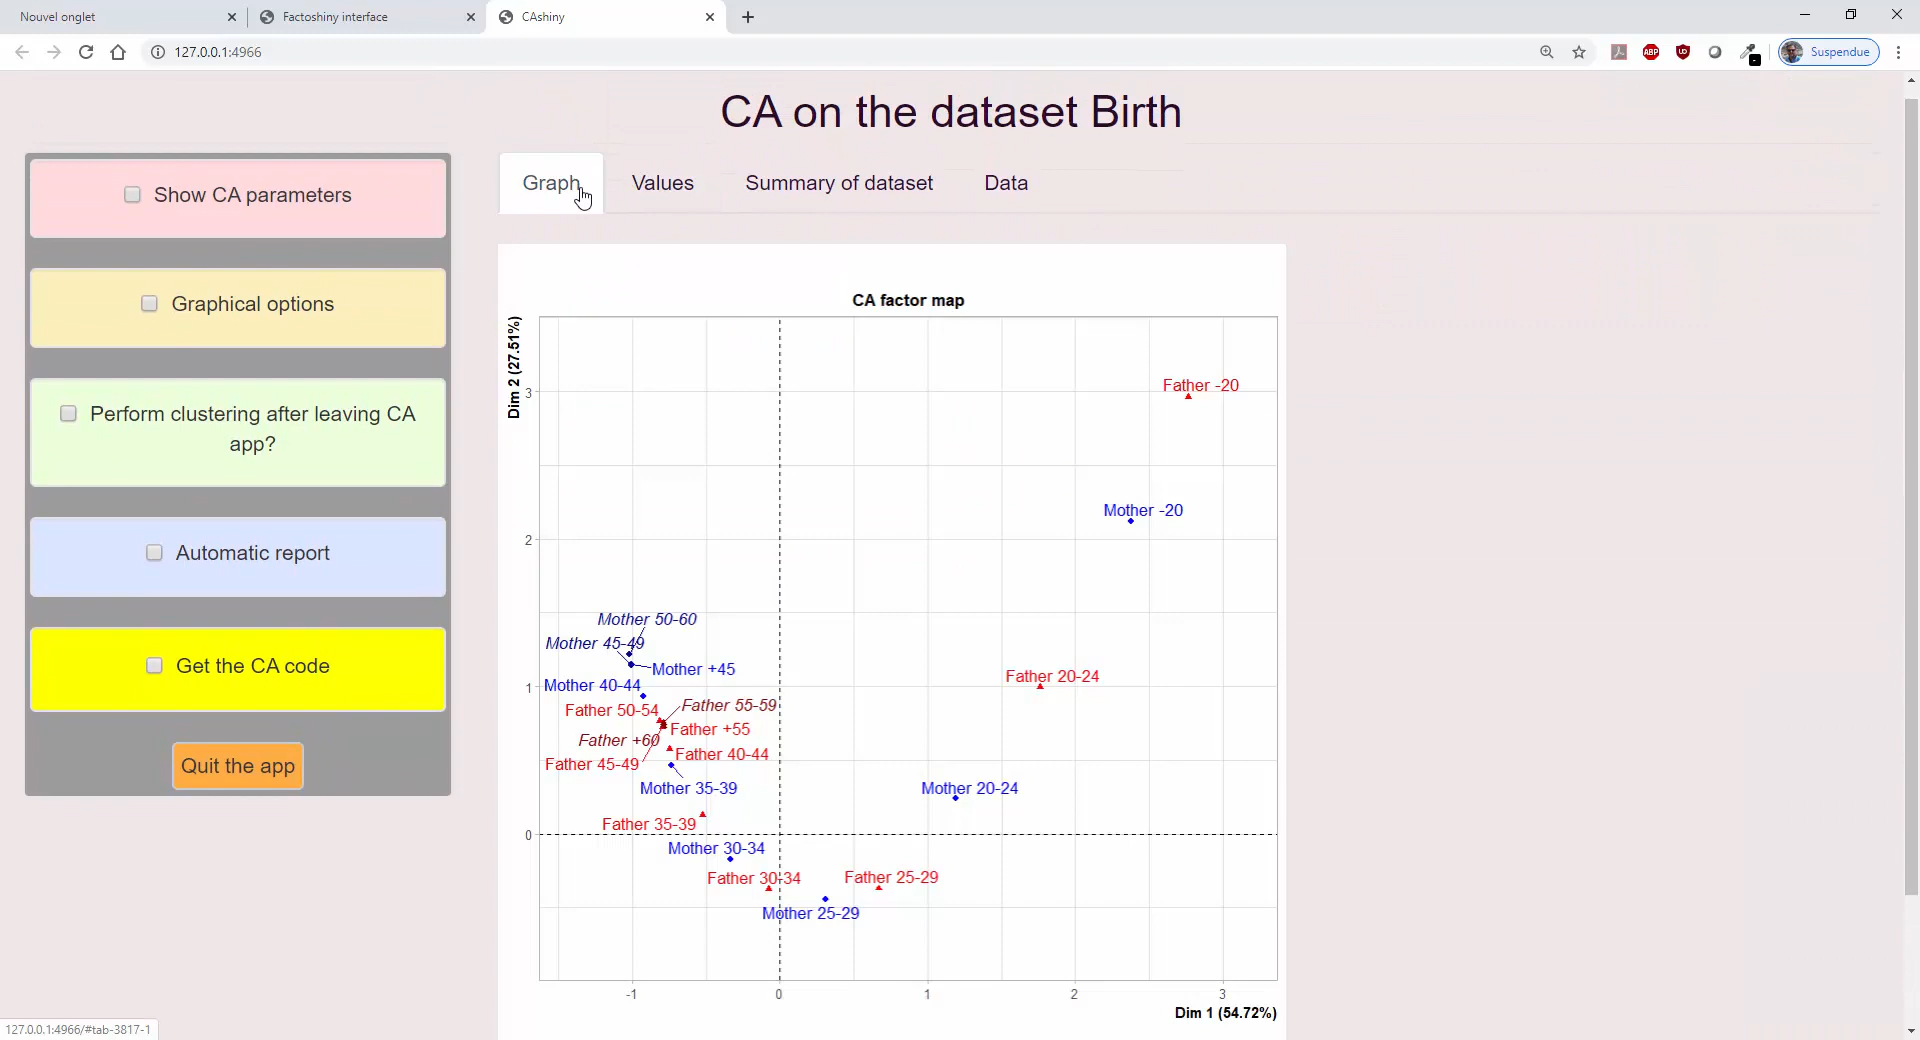 Nouvel onglet
Factoshiny interface
CAshiny
127.0.0.1:4966
ABP
Suspendue
CA on the dataset Birth
Show CA parameters
Graphical options
Perform clustering after leaving CA
app?
Automatic report
Get the CA code
Quit the app
Graph
Values
Summary of dataset
Data
CA factor map
Dim 2 (27.51%)
3
2
1
0
Father -20
Mother -20
Mother 50-60
Mother 45-49
Mother +45
Father 20-24
Mother 40-44
Father 55-59
Father 50-54
Father +55
Father +60
Father 40-44
Father 45-49
Mother 35-39
Mother 20-24
Father 35-39
Mother 30-34
Father 30-34
Father 25-29
Mother 25-29
-1
0
1
2
3
Dim 1 (54.72%)
127.0.0.1:4966/#tab-3817-1